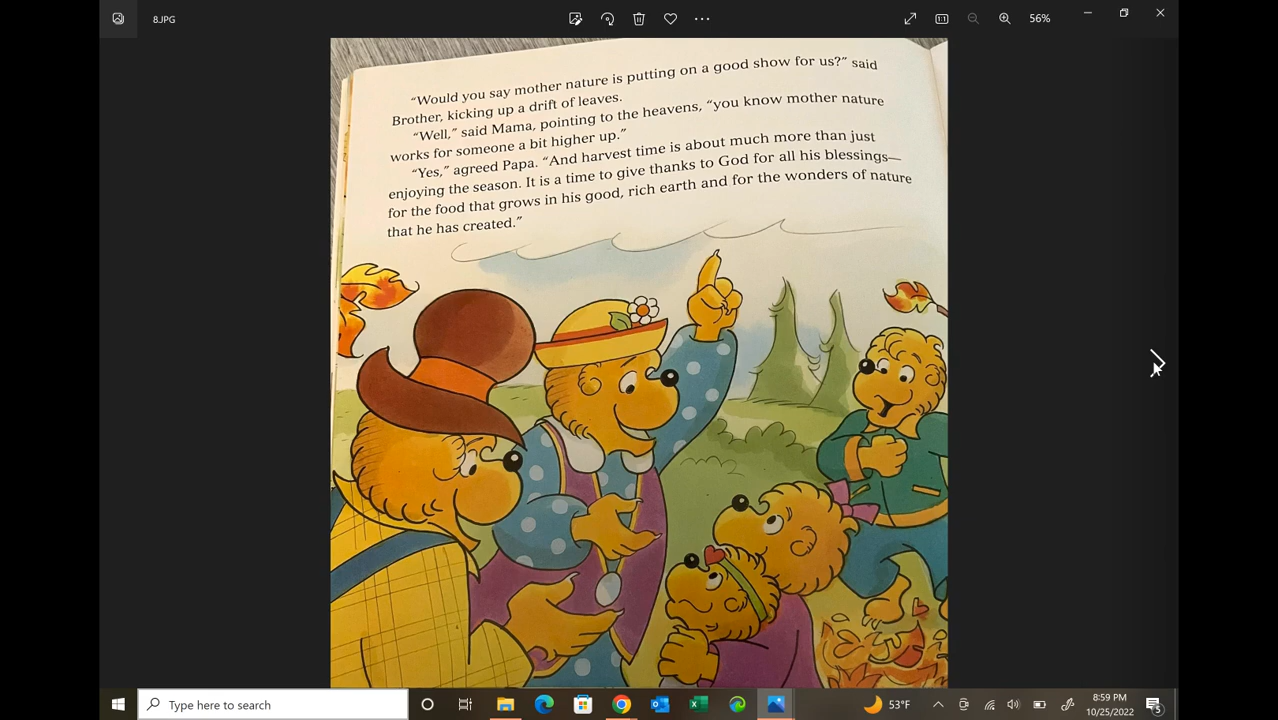 8.JPG
56%
“Would you say mother nature is putting on a good show for us?” said
Brother, kicking up a drift of leaves.
“Well,” said Mama, pointing to the heavens, “you know mother nature
works for someone a bit higher up.”
“Yes,” agreed Papa. “And harvest time is about much more than just
enjoying the season. It is a time to give thanks to God for all his blessings—
for the food that grows in his good, rich earth and for the wonders of nature
that he has created.”
Type here to search
53°F
8:59 PM
10/25/2022
5